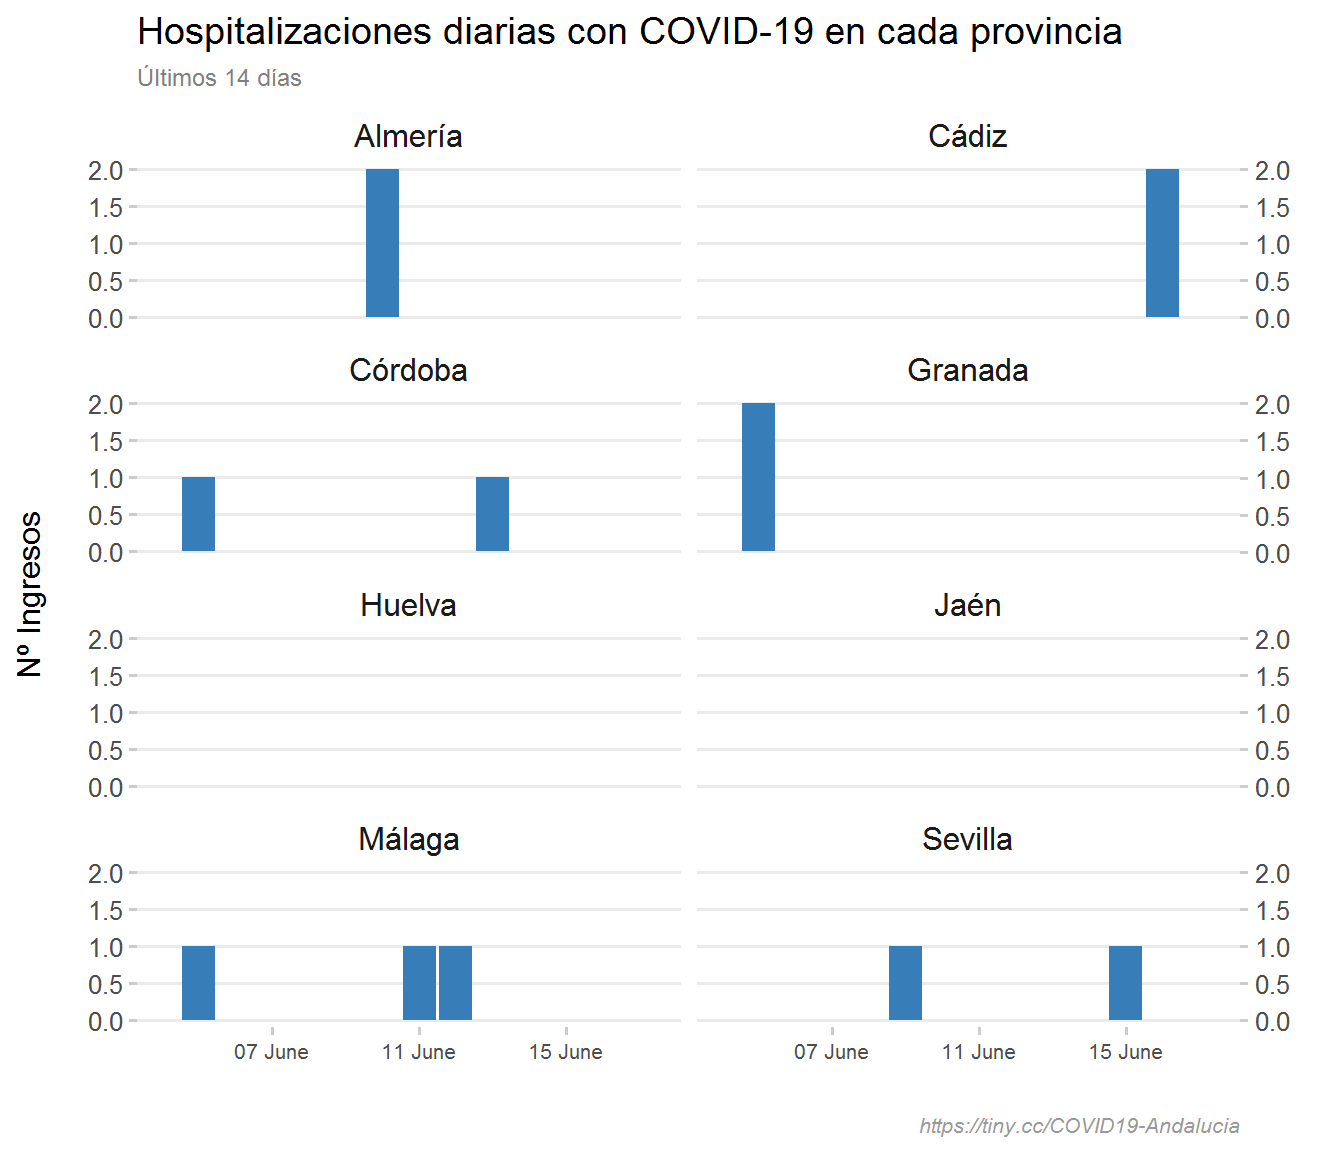 Hospitalizaciones diarias con COVID-19 en cada provincia
Últimos 14 días
Almería
Cádiz
2.0
1.5
1.0
0.5
0.0
2.0
1.5
1.0
0.5
0.0
Córdoba
Granada
2.0
1.5
1.0
0.5
0.0
2.0
1.5
1.0
0.5
0.0
Nº Ingresos
Huelva
Jaén
2.0
1.5
1.0
0.5
0.0
2.0
1.5
1.0
0.5
0.0
Málaga
Sevilla
2.0
1.5
1.0
0.5
0.0
2.0
1.5
1.0
0.5
0.0
07 June 11 June 15 June
07 June 11 June 15 June
https://tiny.cc/COVID19-Andalucia